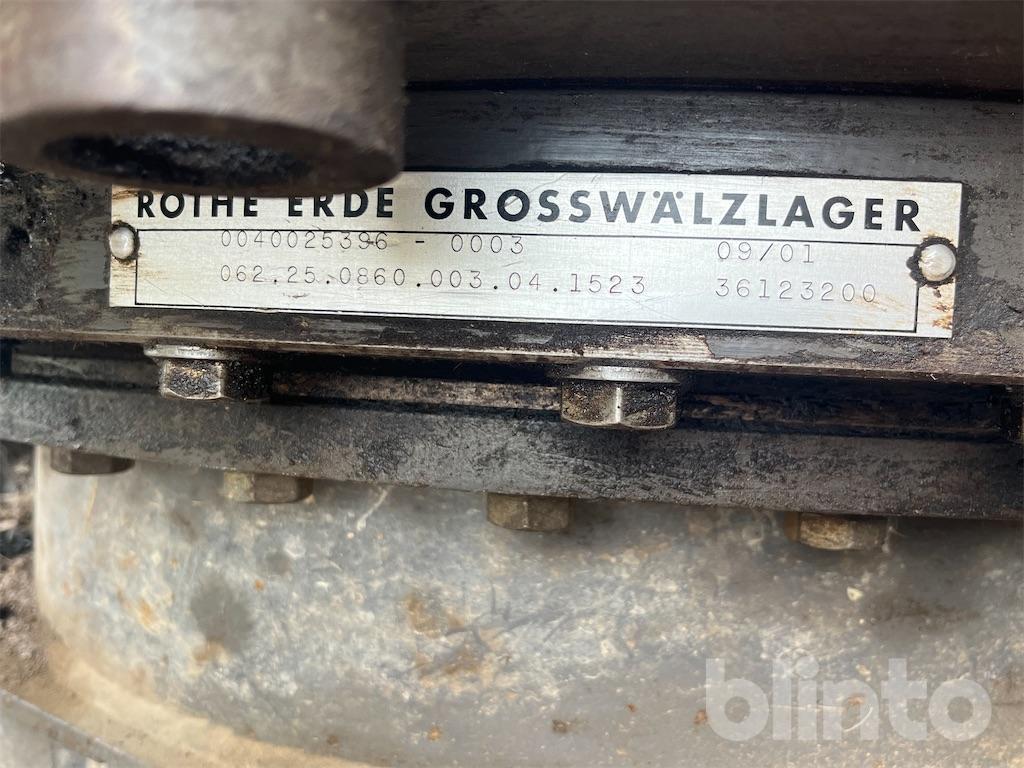 ROTHE ERDE GROSSWÄLZLAGER
0040025396 - 0003 09/01
062.25.0860.003.04.1523 36123200
blinto